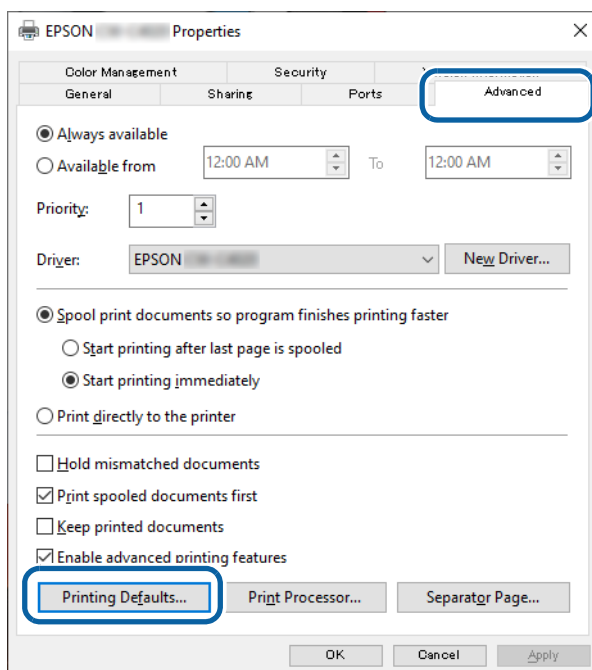 EPSON Properties
Color Management Security
General Sharing Ports Advanced
Always available
Available from 12:00 AM To 12:00 AM
Priority: 1
Driver: EPSON New Driver...
Spool print documents so program finishes printing faster
Start printing after last page is spooled
Start printing immediately
Print directly to the printer
Hold mismatched documents
Print spooled documents first
Keep printed documents
Enable advanced printing features
Printing Defaults... Print Processor... Separator Page...
OK Cancel Apply